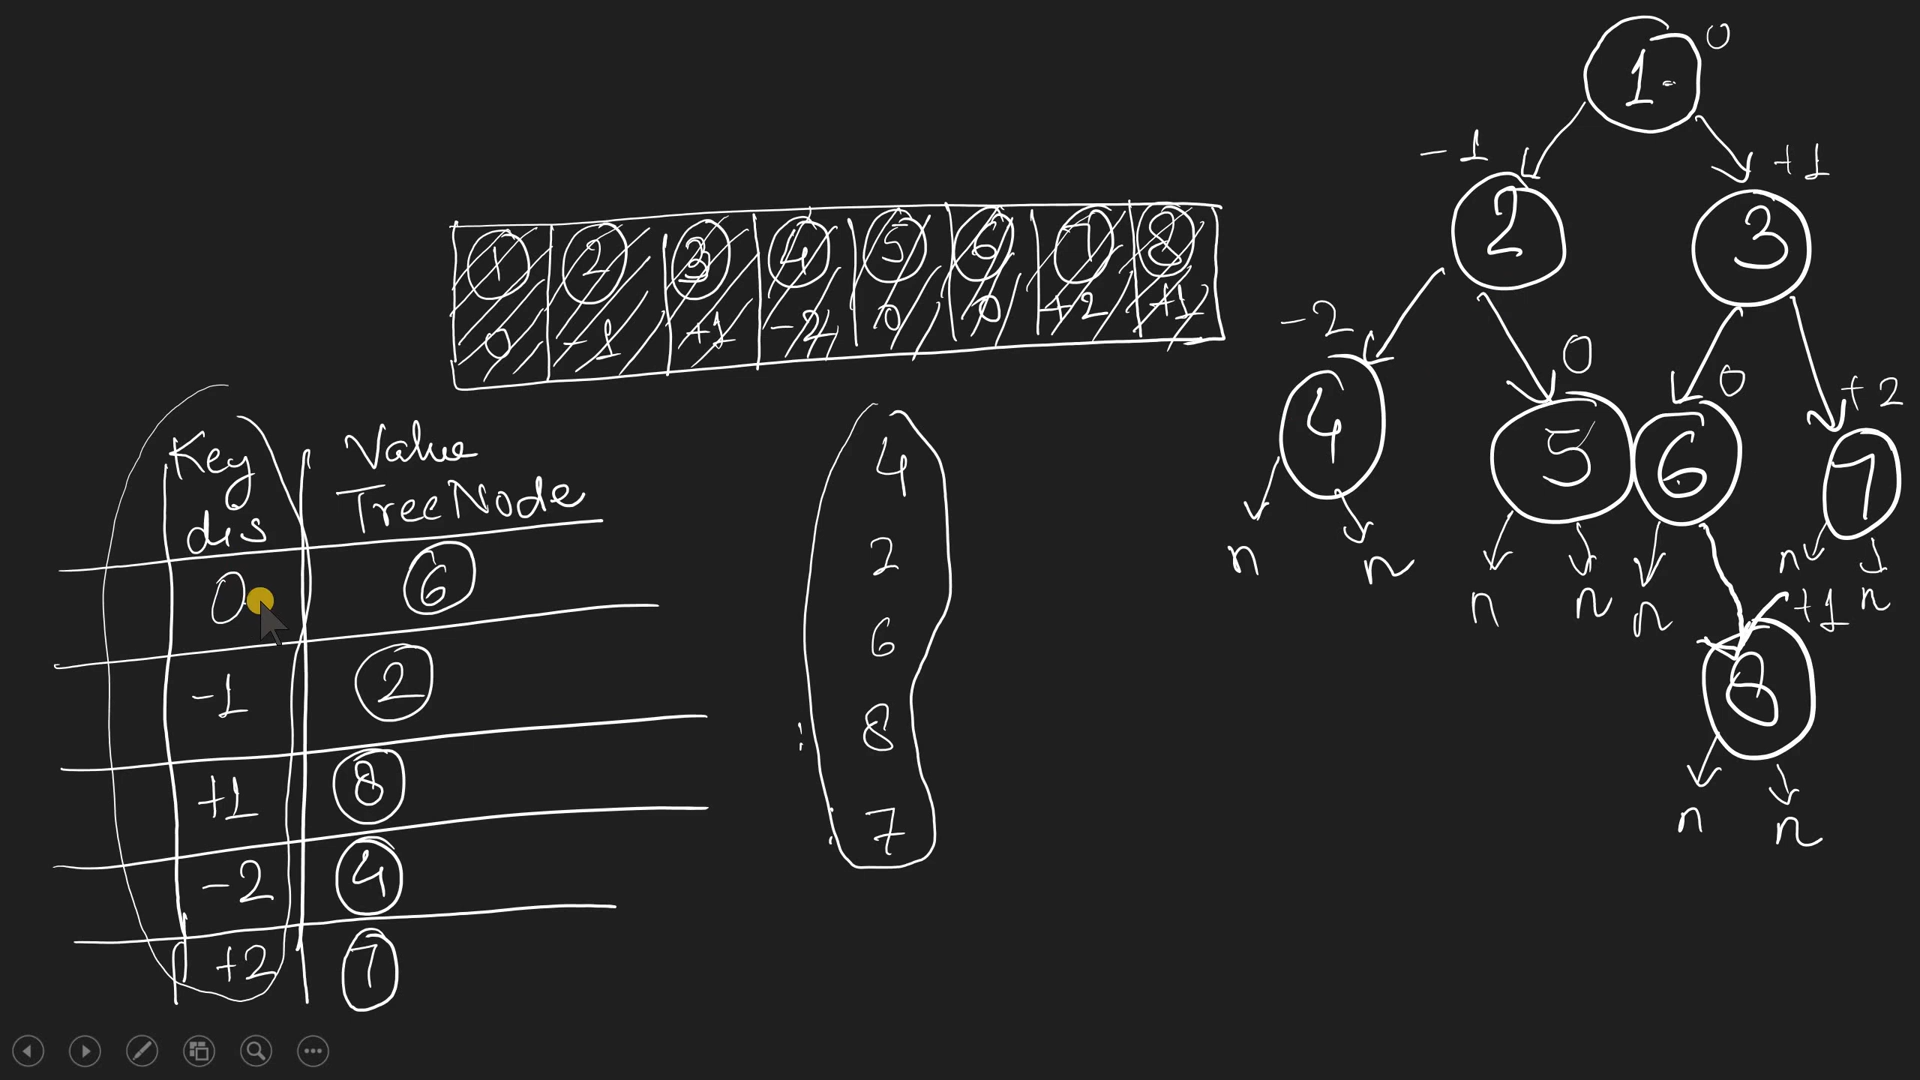 1 0
-1 +1
2 3
1 2 3 4 5 6 7 8
0 -1 +1 -2 0 0 +2 +1
-2 0 0 +2
4 5 6 7
n n n n n n n
+1 n
8
n n
Key Value
dis TreeNode
0 6
-1 2
+1 8
-2 4
+2 7
4
2
6
8
7